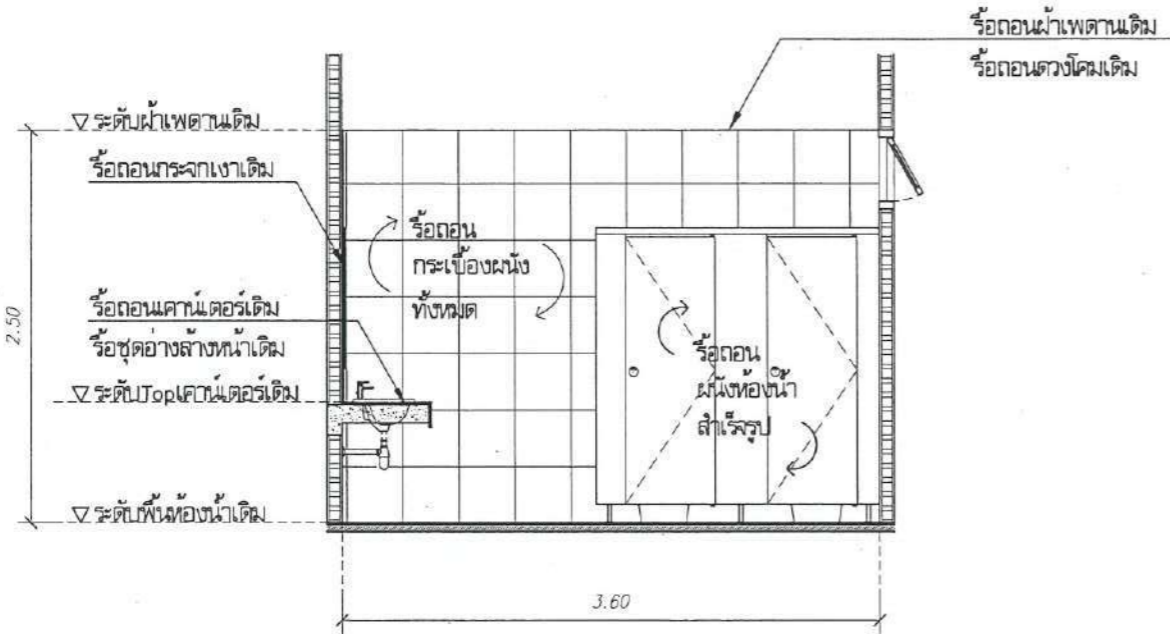 รื้อถอนฝ้าเพดานเดิม
รื้อถอนดวงโคมเดิม
ระดับฝ้าเพดานเดิม
รื้อถอนกระจกเงาเดิม
รื้อถอน
กระเบื้องผนัง
ทั้งหมด
2.50
รื้อถอนเคาน์เตอร์เดิม
รื้อชุดอ่างล้างหน้าเดิม
รื้อถอน
ผนังห้องน้ำ
สำเร็จรูป
ระดับTopเคาน์เตอร์เดิม
ระดับพื้นห้องน้ำเดิม
3.60